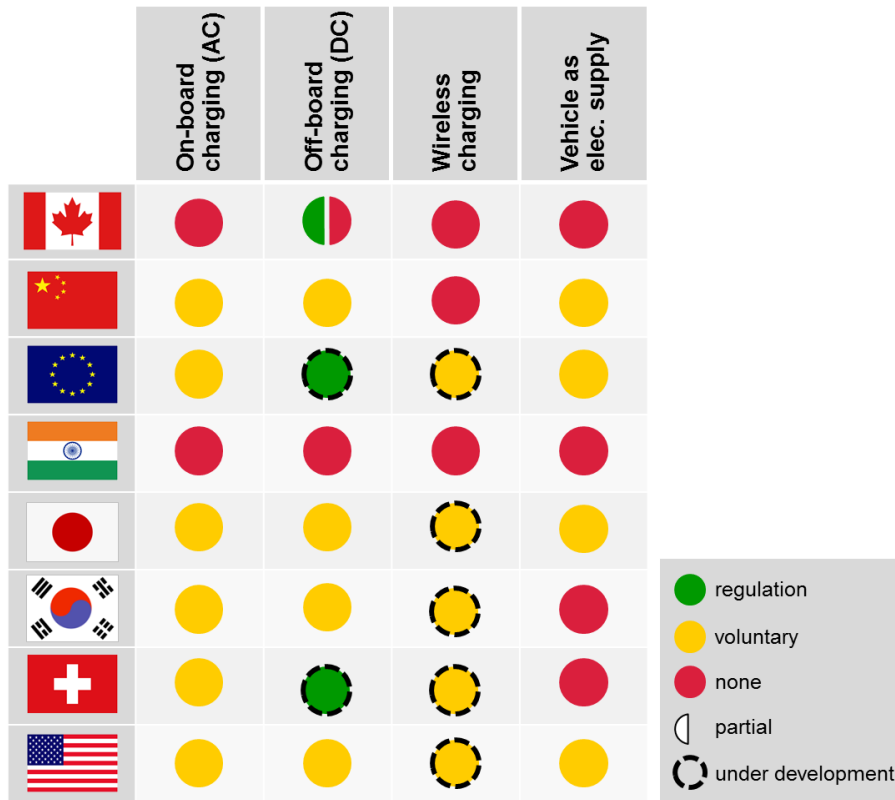 On-board
charging (AC)
Off-board
charging (DC)
Wireless
charging
Vehicle as
elec. supply
regulation
voluntary
none
partial
under development